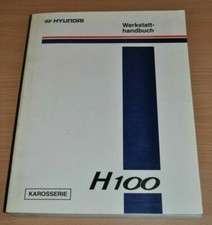 HYUNDAI
Werkstatt-
handbuch
H100
KAROSSERIE